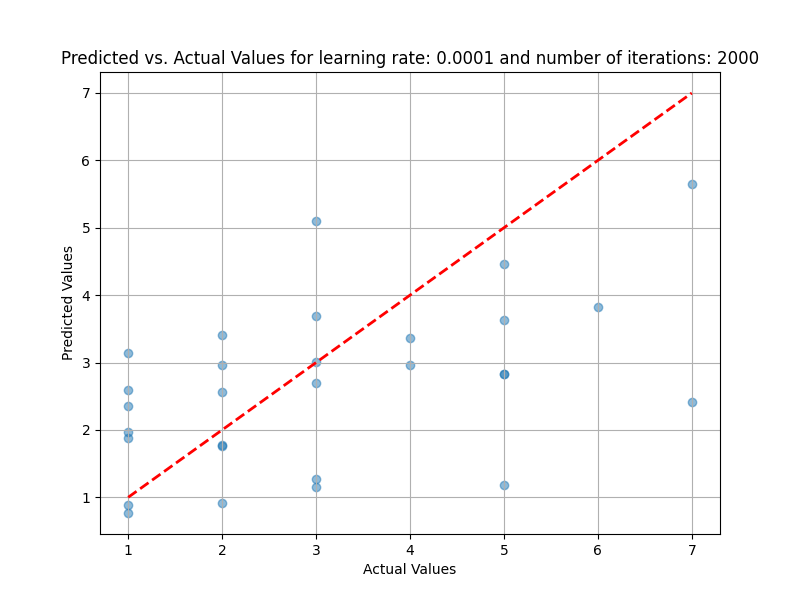 Predicted vs. Actual Values for learning rate: 0.0001 and number of iterations: 2000
7
6
5
4
3
2
1
Predicted Values
1 2 3 4 5 6 7
Actual Values